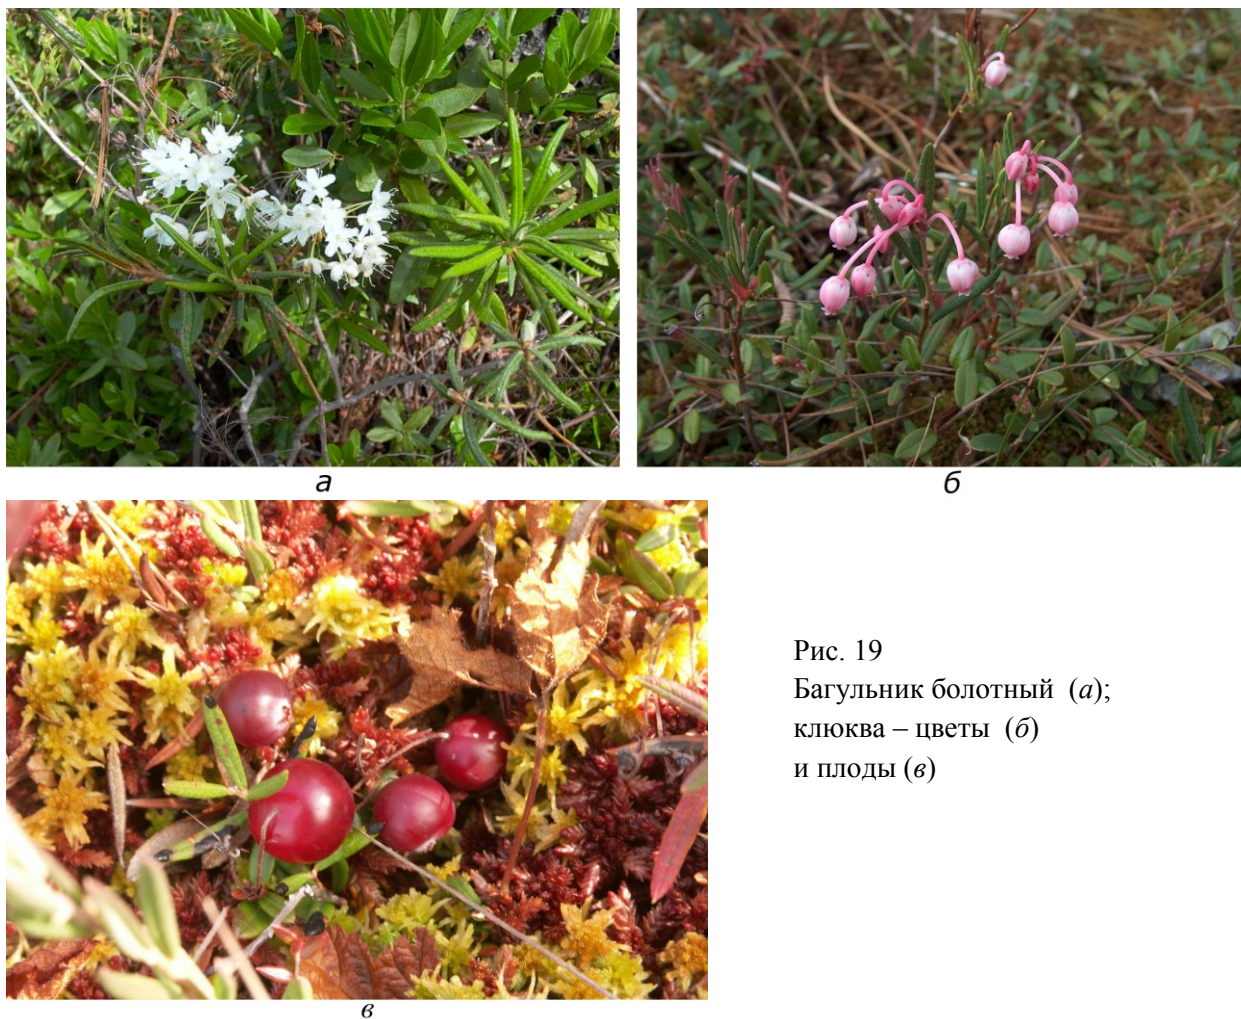 а
б
в
Рис. 19
Багульник болотный (а);
клюква – цветы (б)
и плоды (в)